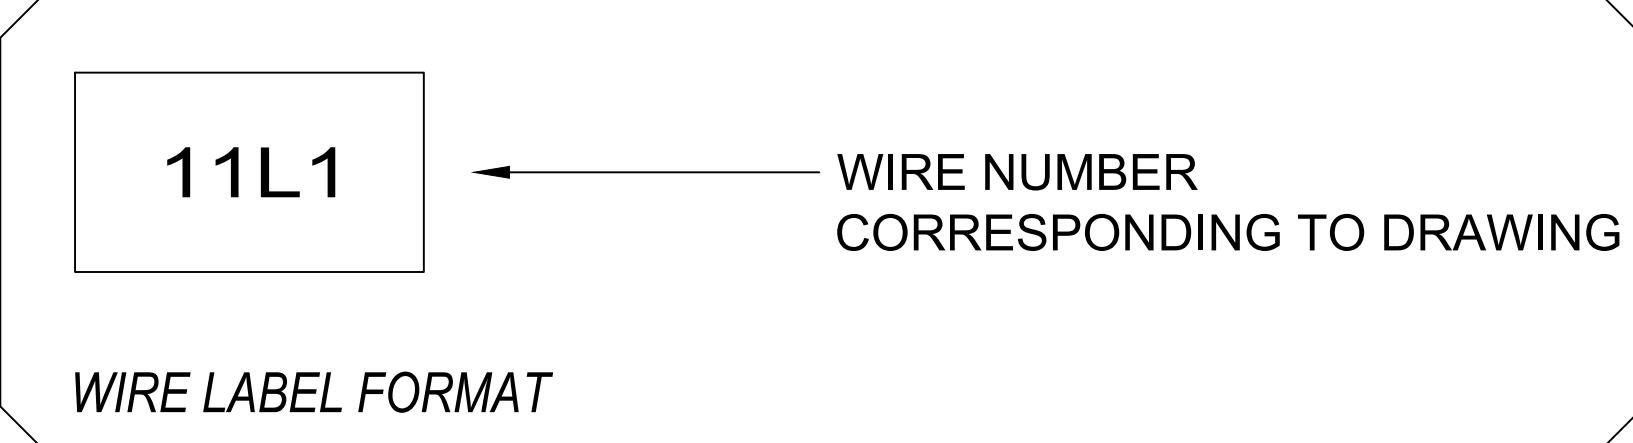 11L1
WIRE NUMBER
CORRESPONDING TO DRAWING
WIRE LABEL FORMAT